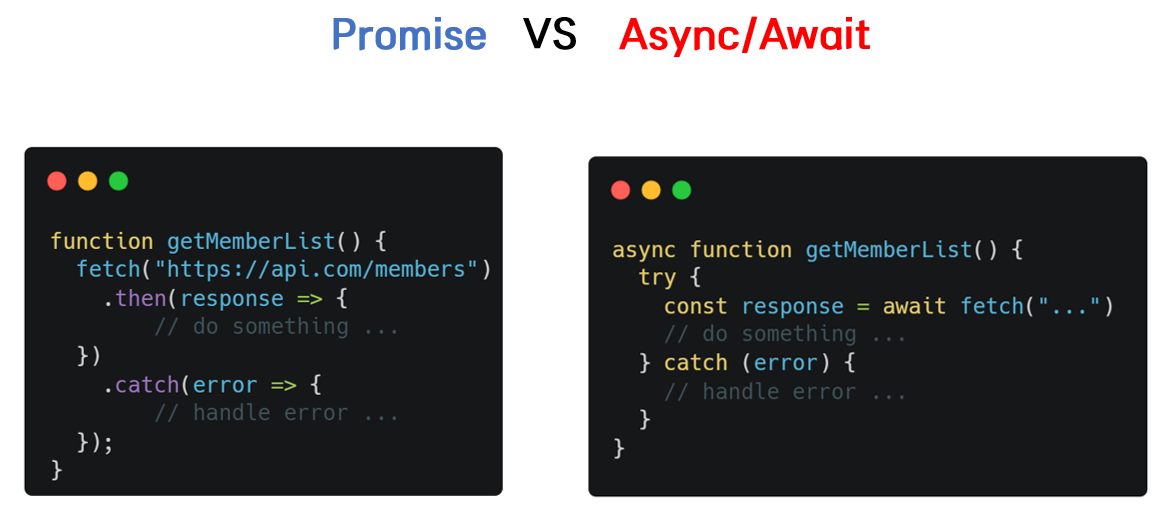 Promise VS Async/Await
function getMemberList() {
  fetch("https://api.com/members")
    .then(response => {
        // do something ...
  })
    .catch(error => {
        // handle error ...
  });
}
async function getMemberList() {
  try {
    const response = await fetch("...")
    // do something ...
  } catch (error) {
    // handle error ...
  }
}